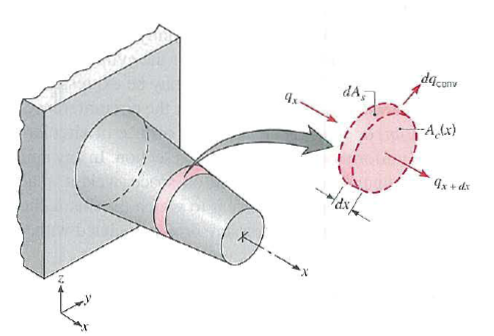 dq_conv
dA_s
q_x
A_c(x)
q_x + dx
dx
x
z
y
x